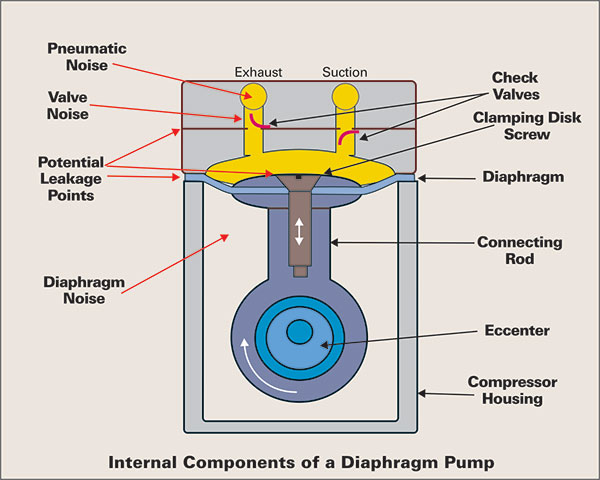 Pneumatic
Noise
Exhaust
Suction
Check
Valves
Valve
Noise
Clamping Disk
Screw
Potential
Leakage
Points
Diaphragm
Connecting
Rod
Diaphragm
Noise
Eccenter
Compressor
Housing
Internal Components of a Diaphragm Pump